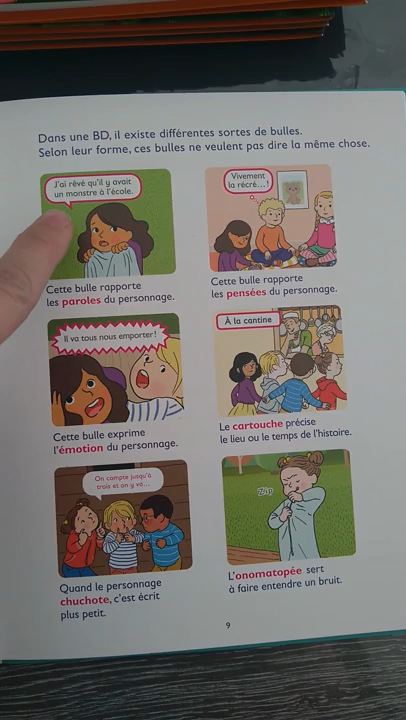 Dans une BD, il existe différentes sortes de bulles.
Selon leur forme, ces bulles ne veulent pas dire la même chose.
J'ai rêvé qu'il y avait
un monstre à l'école.
Cette bulle rapporte
les paroles du personnage.
Vivement
la récré...!
Cette bulle rapporte
les pensées du personnage.
Il va tous nous emporter!
Cette bulle exprime
l'émotion du personnage.
À la cantine
Le cartouche précise
le lieu ou le temps de l'histoire.
On compte jusqu'à
trois et on y va...
Quand le personnage
chuchote, c'est écrit
plus petit.
Zip
L'onomatopée sert
à faire entendre un bruit.
9